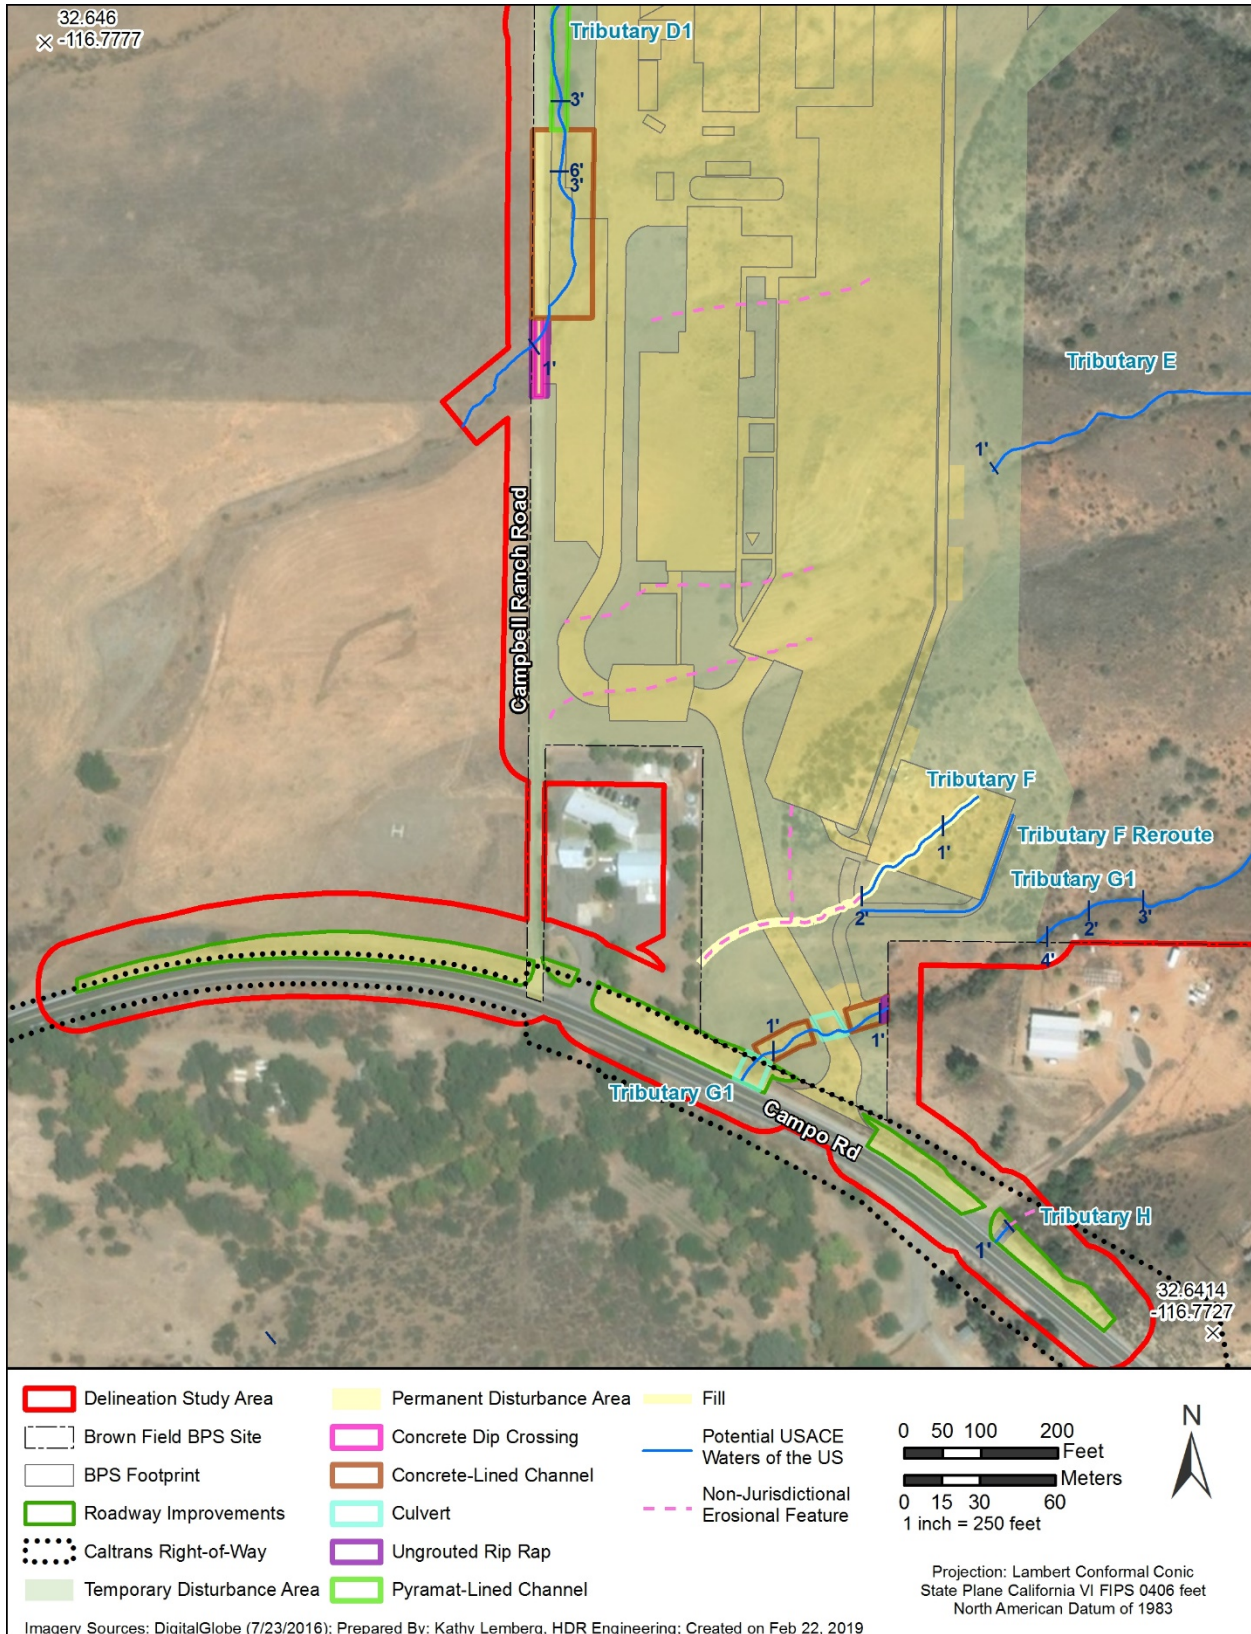 32.646
-116.7777
Tributary D1
3'
6'
3'
1'
Tributary E
1'
Campbell Ranch Road
Tributary F
1'
Tributary F Reroute
Tributary G1
2'
2'
3'
4'
1'
1'
Tributary G1
Campo Rd
Tributary H
1'
32.6414
-116.7727
Delineation Study Area
Brown Field BPS Site
BPS Footprint
Roadway Improvements
Caltrans Right-of-Way
Temporary Disturbance Area
Permanent Disturbance Area
Concrete Dip Crossing
Concrete-Lined Channel
Culvert
Ungrouted Rip Rap
Pyramat-Lined Channel
Fill
Potential USACE
Waters of the US
Non-Jurisdictional
Erosional Feature
0 50 100 200
Feet
Meters
0 15 30 60
1 inch = 250 feet
N
Projection: Lambert Conformal Conic
State Plane California VI FIPS 0406 feet
North American Datum of 1983
Imagery Sources: DigitalGlobe (7/23/2016); Prepared By: Kathy Lemberg, HDR Engineering; Created on Feb 22, 2019